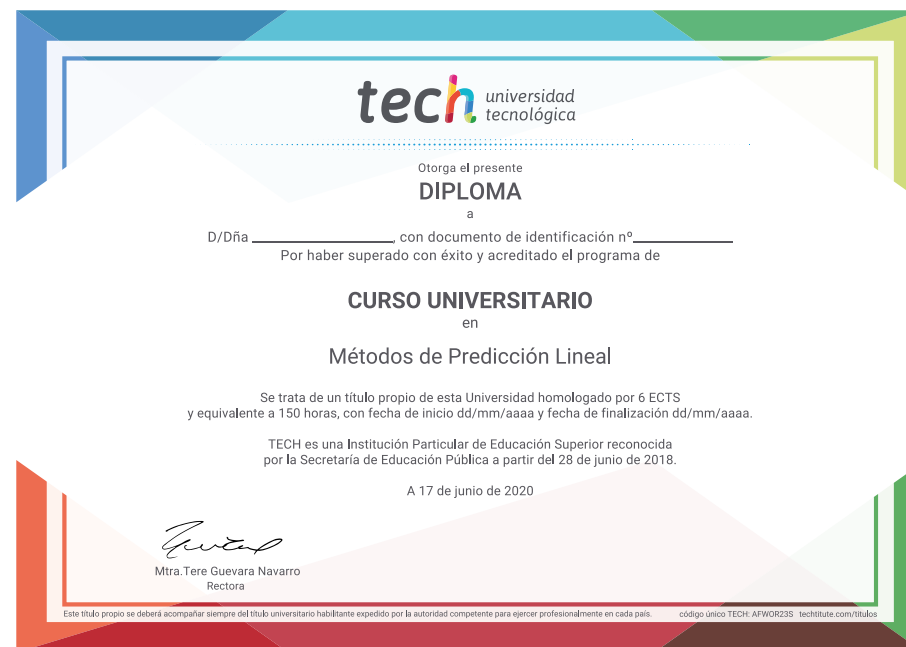 tech universidad
tecnológica
Otorga el presente
DIPLOMA
a
D/Dña ____________________, con documento de identificación nº______________
Por haber superado con éxito y acreditado el programa de
CURSO UNIVERSITARIO
en
Métodos de Predicción Lineal
Se trata de un título propio de esta Universidad homologado por 6 ECTS
y equivalente a 150 horas, con fecha de inicio dd/mm/aaaa y fecha de finalización dd/mm/aaaa.
TECH es una Institución Particular de Educación Superior reconocida
por la Secretaría de Educación Pública a partir del 28 de junio de 2018.
A 17 de junio de 2020
Mtra.Tere Guevara Navarro
Rectora
Este título propio se deberá acompañar siempre del título universitario habilitante expedido por la autoridad competente para ejercer profesionalmente en cada país. código único TECH: AFWOR23S techtitute.com/titulos